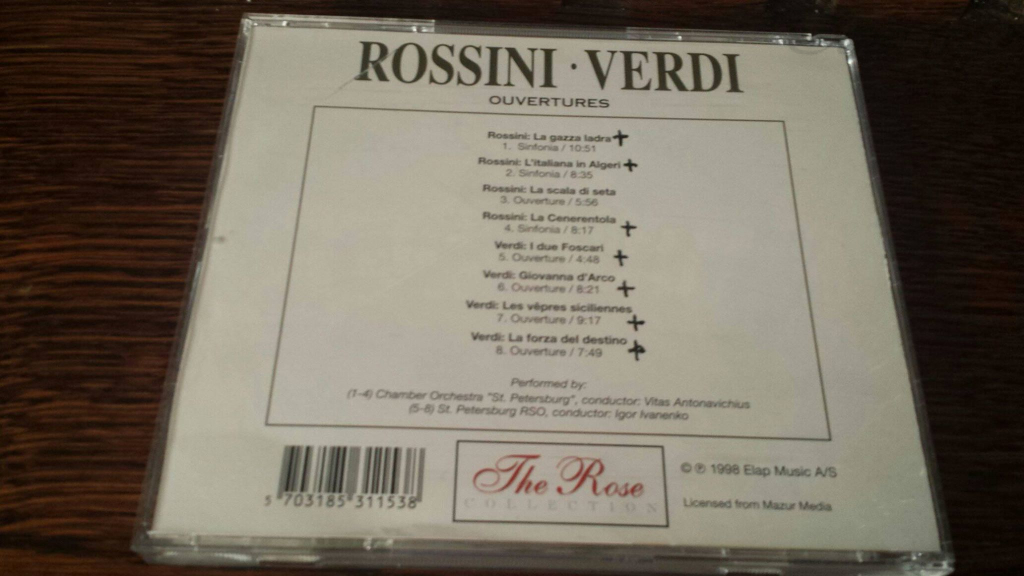 ROSSINI · VERDI
OUVERTURES
Rossini: La gazza ladra +
1. Sinfonia / 10:51
Rossini: L'italiana in Algeri +
2. Sinfonia / 8:35
Rossini: La scala di seta
3. Ouverture / 5:56
Rossini: La Cenerentola +
4. Sinfonia / 8:17
Verdi: I due Foscari +
5. Ouverture / 4:48
Verdi: Giovanna d'Arco +
6. Ouverture / 8:21
Verdi: Les vêpres siciliennes +
7. Ouverture / 9:17
Verdi: La forza del destino +
8. Ouverture / 7:49
Performed by:
(1-4) Chamber Orchestra "St. Petersburg", conductor: Vitas Antonavichius
(5-8) St. Petersburg RSO, conductor: Igor Ivanenko
5 703185 311538
The Rose
COLLECTION
© ℗ 1998 Elap Music A/S
Licensed from Mazur Media